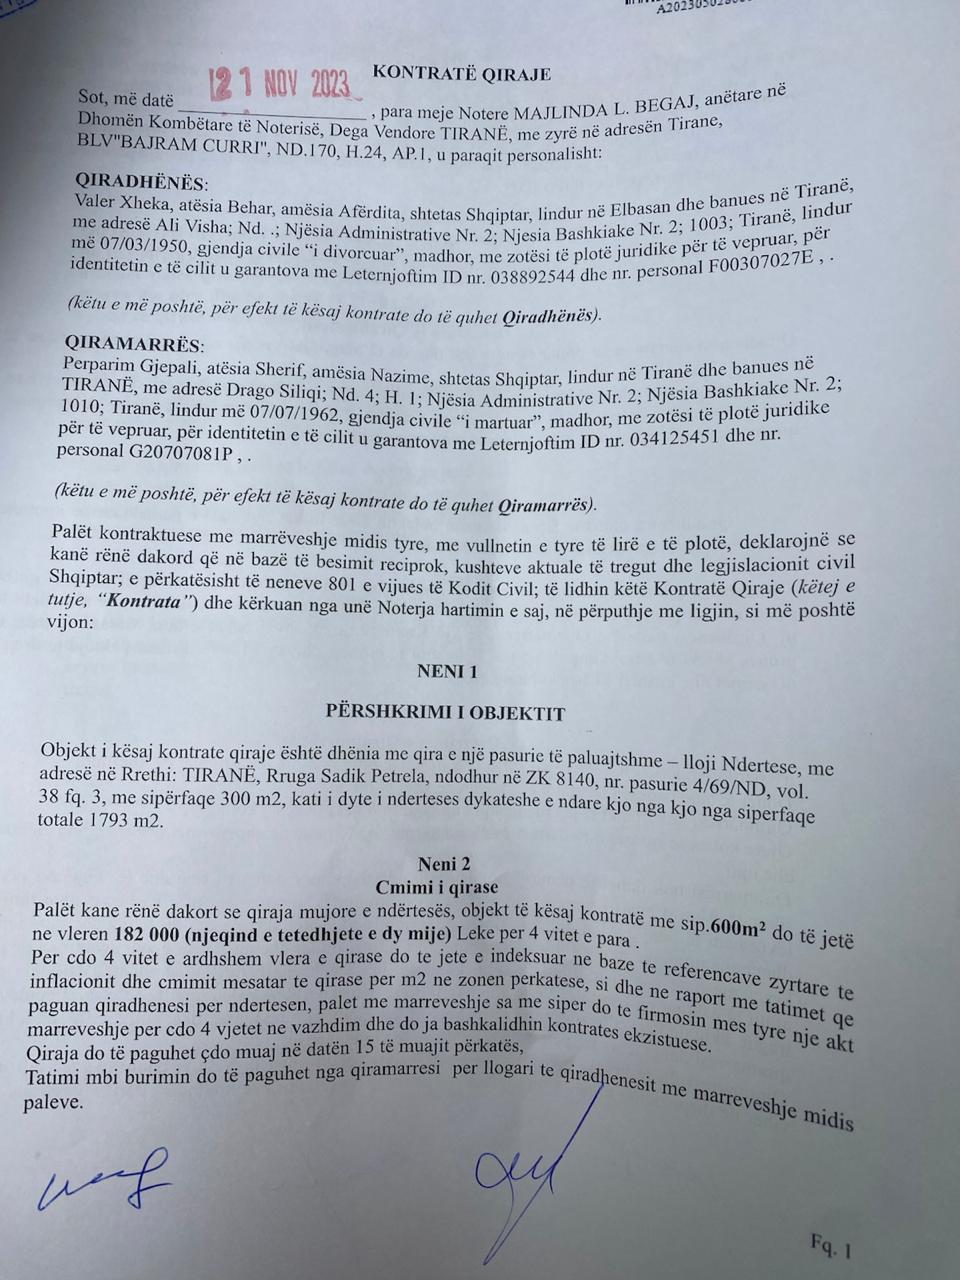 KONTRATË QIRAJE
21 NOV 2023
Sot, më datë ____________________ , para meje Notere MAJLINDA L. BEGAJ, anëtare në
Dhomën Kombëtare të Noterisë, Dega Vendore TIRANË, me zyrë në adresën Tirane,
BLV"BAJRAM CURRI", ND.170, H.24, AP.1, u paraqit personalisht:
QIRADHËNËS:
Valer Xheka, atësia Behar, amësia Afërdita, shtetas Shqiptar, lindur në Elbasan dhe banues në Tiranë,
me adresë Ali Visha; Nd. .; Njësia Administrative Nr. 2; Njesia Bashkiake Nr. 2; 1003; Tiranë, lindur
më 07/03/1950, gjendja civile “i divorcuar”, madhor, me zotësi të plotë juridike për të vepruar, për
identitetin e të cilit u garantova me Leternjoftim ID nr. 038892544 dhe nr. personal F00307027E , .
(këtu e më poshtë, për efekt të kësaj kontrate do të quhet Qiradhënës).
QIRAMARRËS:
Perparim Gjepali, atësia Sherif, amësia Nazime, shtetas Shqiptar, lindur në Tiranë dhe banues në
TIRANË, me adresë Drago Siliqi; Nd. 4; H. 1; Njësia Administrative Nr. 2; Njësia Bashkiake Nr. 2;
1010; Tiranë, lindur më 07/07/1962, gjendja civile “i martuar”, madhor, me zotësi të plotë juridike
për të vepruar, për identitetin e të cilit u garantova me Leternjoftim ID nr. 034125451 dhe nr.
personal G20707081P , .
(këtu e më poshtë, për efekt të kësaj kontrate do të quhet Qiramarrës).
Palët kontraktuese me marrëveshje midis tyre, me vullnetin e tyre të lirë e të plotë, deklarojnë se
kanë rënë dakord që në bazë të besimit reciprok, kushteve aktuale të tregut dhe legjislacionit civil
Shqiptar; e përkatësisht të neneve 801 e vijues të Kodit Civil; të lidhin këtë Kontratë Qiraje (këtej e
tutje, “Kontrata”) dhe kërkuan nga unë Noterja hartimin e saj, në përputhje me ligjin, si më poshtë
vijon:
NENI 1
PËRSHKRIMI I OBJEKTIT
Objekt i kësaj kontrate qiraje është dhënia me qira e një pasurie të paluajtshme – lloji Ndertese, me
adresë në Rrethi: TIRANË, Rruga Sadik Petrela, ndodhur në ZK 8140, nr. pasurie 4/69/ND, vol.
38 fq. 3, me sipërfaqe 300 m2, kati i dyte i nderteses dykateshe e ndare kjo nga kjo nga siperfaqe
totale 1793 m2.
Neni 2
Cmimi i qirase
Palët kane rënë dakort se qiraja mujore e ndërtesës, objekt të kësaj kontratë me sip.600m² do të jetë
ne vleren 182 000 (njeqind e tetedhjete e dy mije) Leke per 4 vitet e para .
Per cdo 4 vitet e ardhshem vlera e qirase do te jete e indeksuar ne baze te referencave zyrtare te
inflacionit dhe cmimit mesatar te qirase per m2 ne zonen perkatese, si dhe ne raport me tatimet qe
paguan qiradhenesi per ndertesen, palet me marreveshje sa me siper do te firmosin mes tyre nje akt
marreveshje per cdo 4 vjetet ne vazhdim dhe do ja bashkalidhin kontrates ekzistuese.
Qiraja do të paguhet çdo muaj në datën 15 të muajit përkatës,
Tatimi mbi burimin do të paguhet nga qiramarresi per llogari te qiradhenesit me marreveshje midis
paleve.
Fq. 1